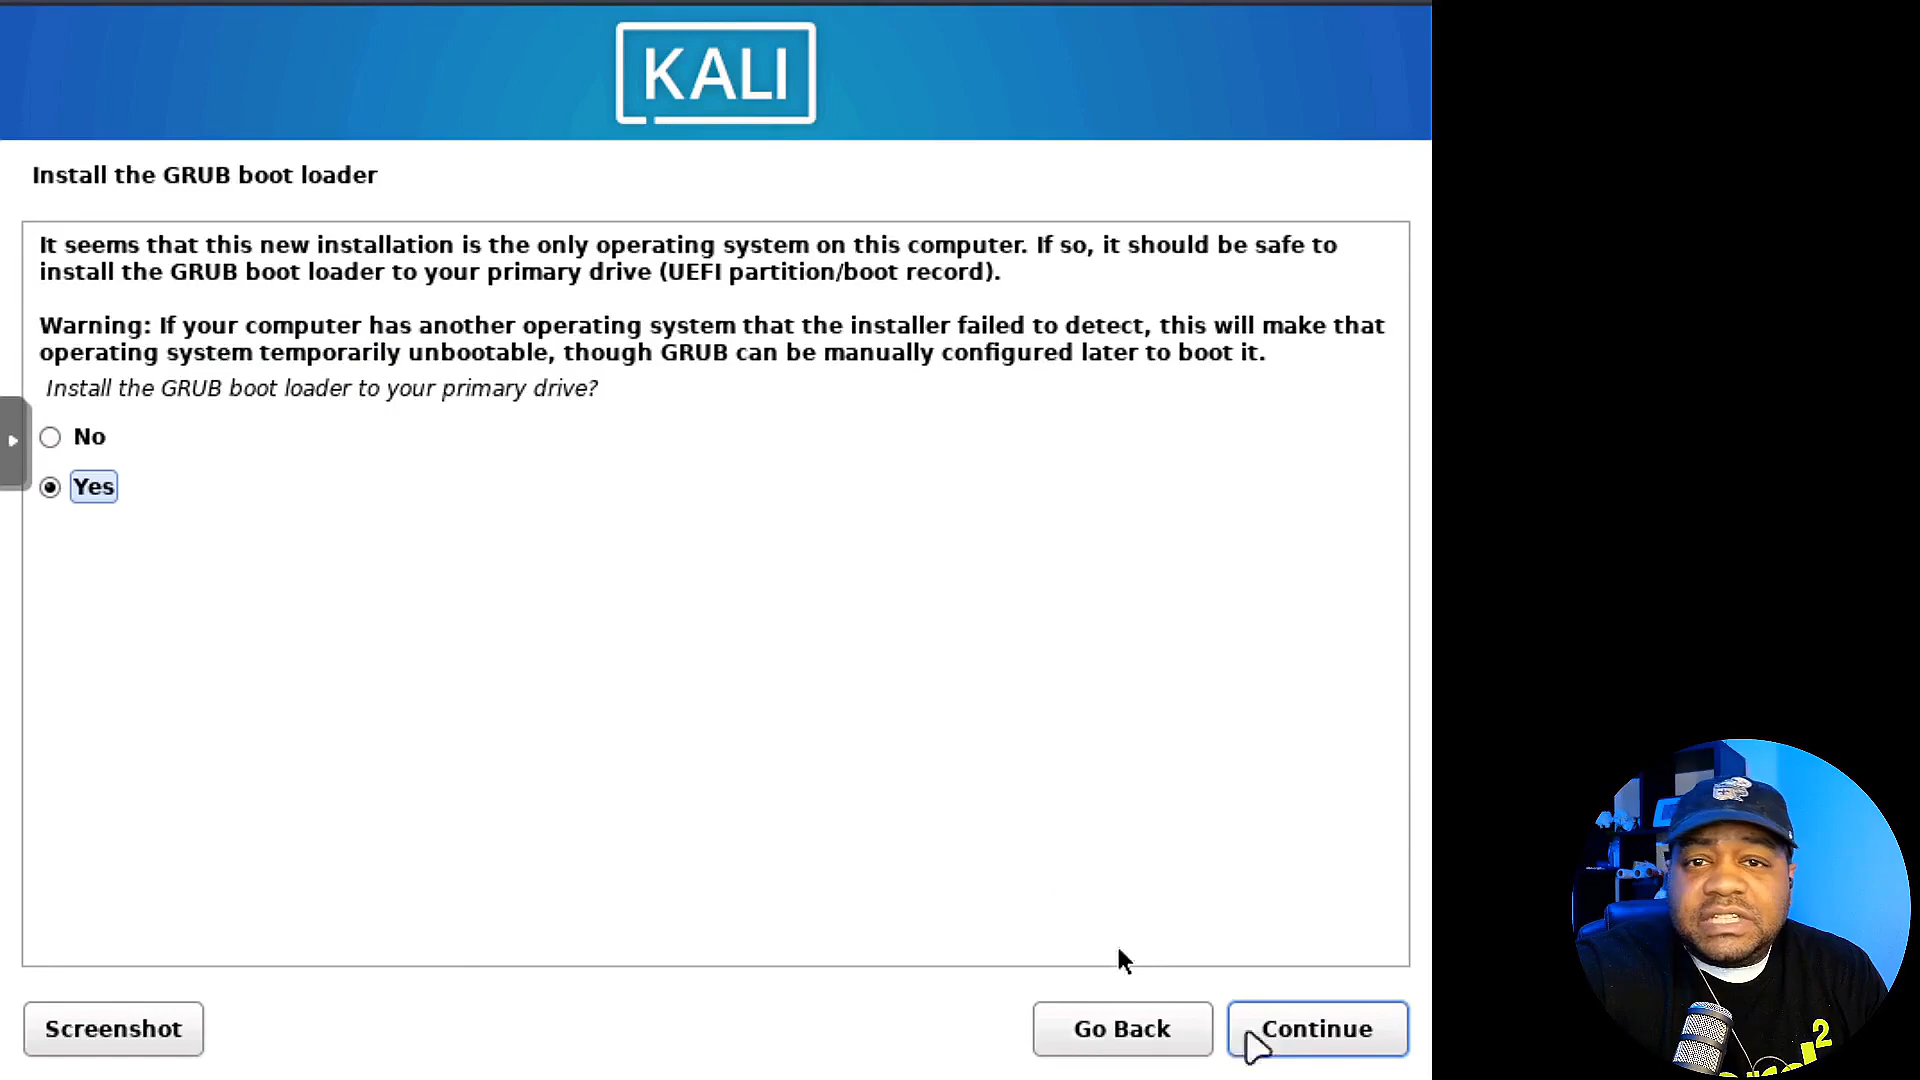 KALI
Install the GRUB boot loader
It seems that this new installation is the only operating system on this computer. If so, it should be safe to
install the GRUB boot loader to your primary drive (UEFI partition/boot record).
Warning: If your computer has another operating system that the installer failed to detect, this will make that
operating system temporarily unbootable, though GRUB can be manually configured later to boot it.
Install the GRUB boot loader to your primary drive?
No
Yes
Screenshot
Go Back
Continue
2